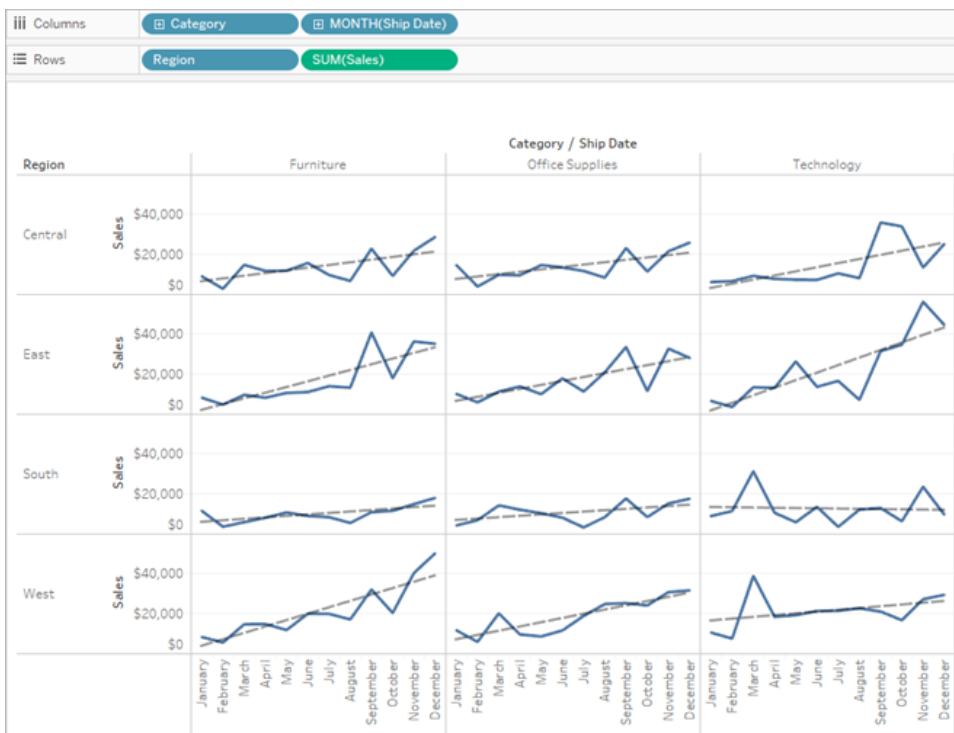 Columns Category MONTH(Ship Date)
Rows Region SUM(Sales)
Category / Ship Date
Region Furniture Office Supplies Technology
Central
Sales
$40,000
$20,000
$0
East
Sales
$40,000
$20,000
$0
South
Sales
$40,000
$20,000
$0
West
Sales
$40,000
$20,000
$0
January
February
March
April
May
June
July
August
September
October
November
December
January
February
March
April
May
June
July
August
September
October
November
December
January
February
March
April
May
June
July
August
September
October
November
December